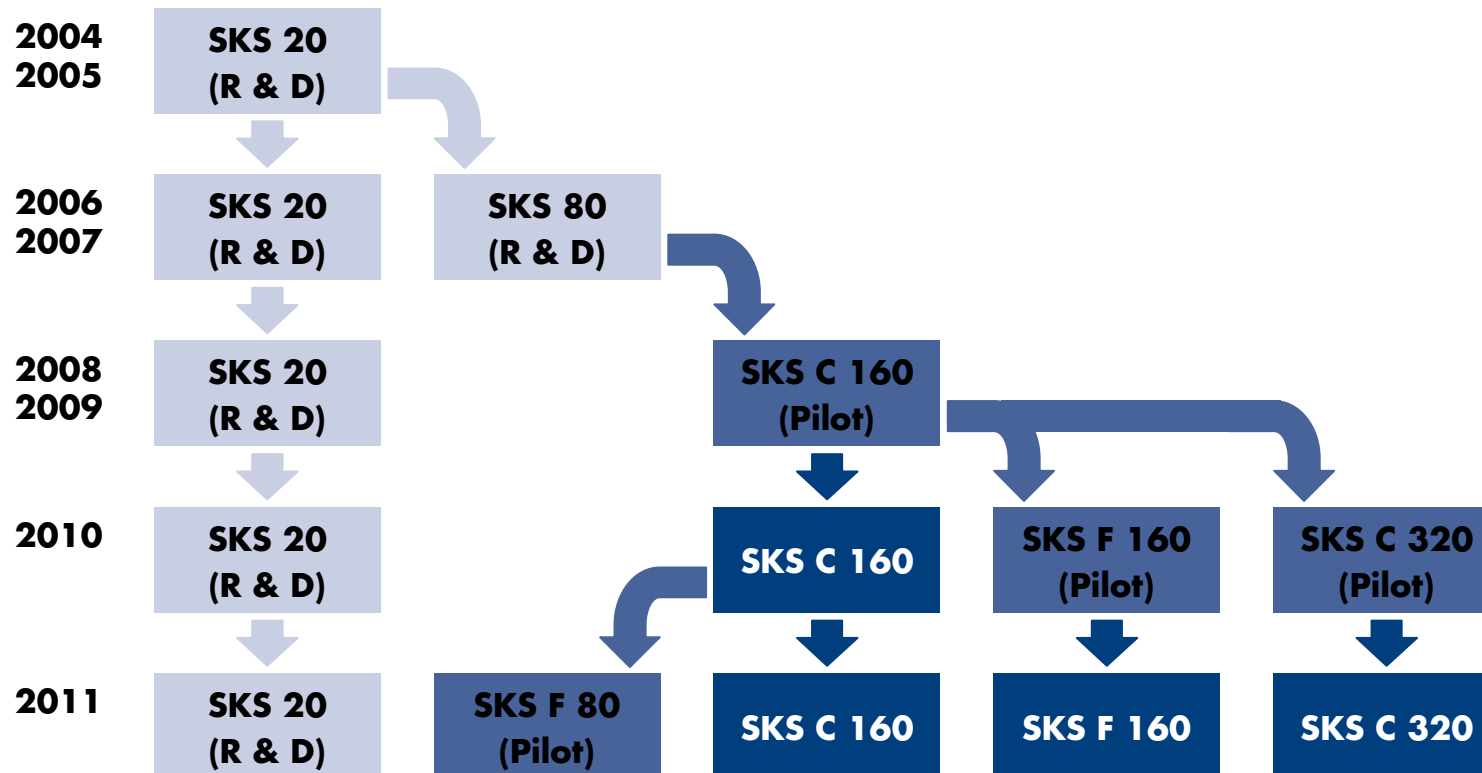 2004
2005
SKS 20
(R & D)
2006
2007
SKS 20
(R & D)
SKS 80
(R & D)
2008
2009
SKS 20
(R & D)
SKS C 160
(Pilot)
2010
SKS 20
(R & D)
SKS C 160
SKS F 160
(Pilot)
SKS C 320
(Pilot)
2011
SKS 20
(R & D)
SKS F 80
(Pilot)
SKS C 160
SKS F 160
SKS C 320